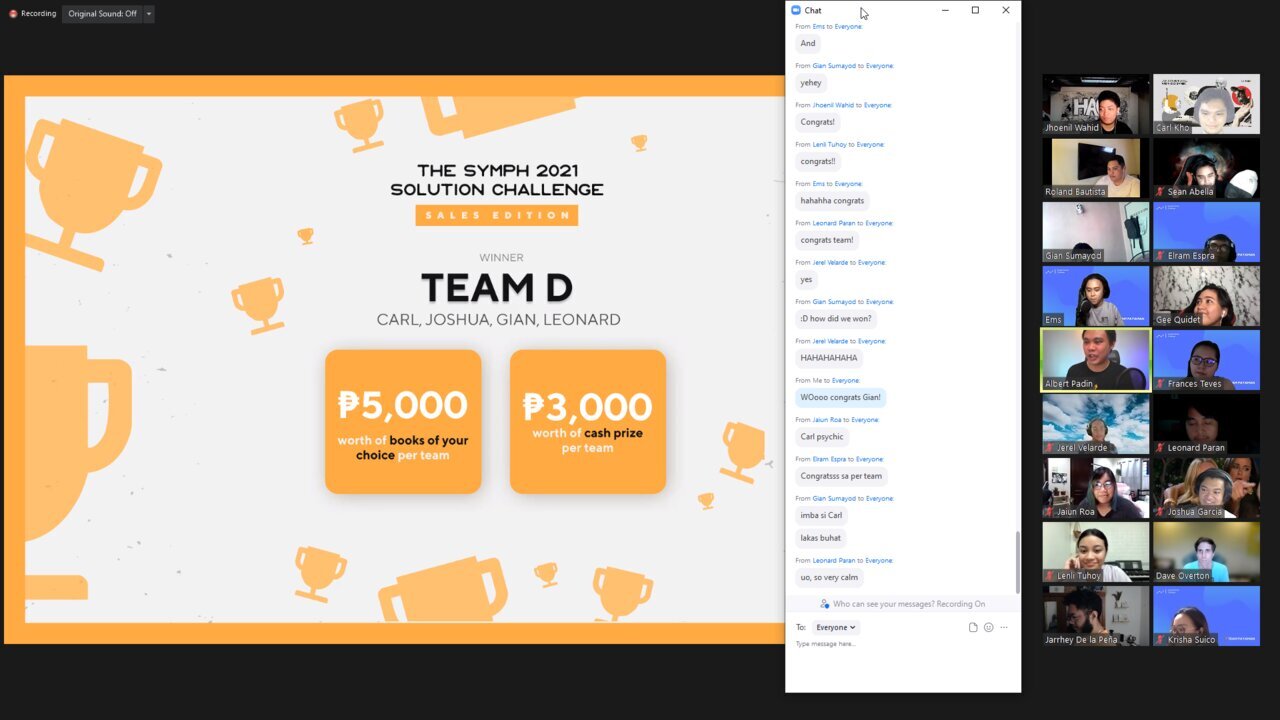 Recording
Original Sound: Off
THE SYMPH 2021
SOLUTION CHALLENGE
SALES EDITION
WINNER
TEAM D
CARL, JOSHUA, GIAN, LEONARD
₱5,000
worth of books of your
choice per team
₱3,000
worth of cash prize
per team
Chat
From Ems to Everyone:
And
From Gian Sumayod to Everyone:
yehey
From Jhoenil Wahid to Everyone:
Congrats!
From Lenli Tuhoy to Everyone:
congrats!!
From Ems to Everyone:
hahahha congrats
From Leonard Paran to Everyone:
congrats team!
From Jerel Velarde to Everyone:
yes
From Gian Sumayod to Everyone:
:D how did we won?
From Jerel Velarde to Everyone:
HAHAHAHAHA
From Me to Everyone:
WOooo congrats Gian!
From Jaiun Roa to Everyone:
Carl psychic
From Elram Espra to Everyone:
Congratsss sa per team
From Gian Sumayod to Everyone:
imba si Carl
lakas buhat
From Leonard Paran to Everyone:
uo, so very calm
Who can see your messages? Recording On
To: Everyone
Type message here...
Jhoenil Wahid
Carl Kho
Roland Bautista
Sean Abella
Gian Sumayod
Elram Espra
Ems
Gee Quidet
Albert Padin
Frances Teves
Jerel Velarde
Leonard Paran
Jaiun Roa
Joshua Garcia
Lenli Tuhoy
Dave Overton
Jarrhey De la Peña
Krisha Suico